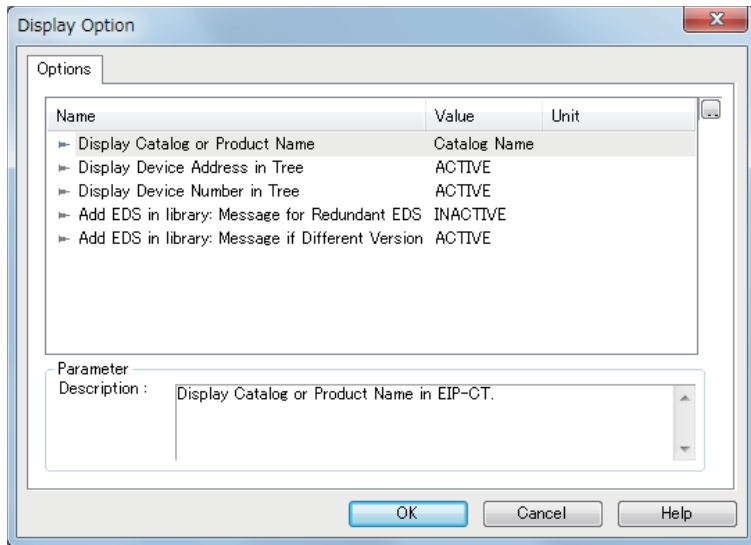 Display Option
Options
Name Value Unit
Display Catalog or Product Name Catalog Name
Display Device Address in Tree ACTIVE
Display Device Number in Tree ACTIVE
Add EDS in library: Message for Redundant EDS INACTIVE
Add EDS in library: Message if Different Version ACTIVE
Parameter
Description : Display Catalog or Product Name in EIP-CT.
OK Cancel Help